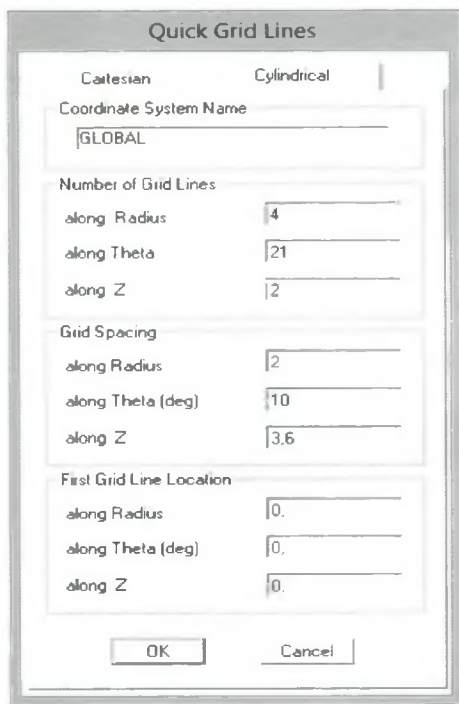 Quick Grid Lines
Cartesian Cylindrical
Coordinate System Name
GLOBAL
Number of Grid Lines
along Radius 4
along Theta 21
along Z 2
Grid Spacing
along Radius 2
along Theta (deg) 10
along Z 3,6
First Grid Line Location
along Radius 0.
along Theta (deg) 0,
along Z 0.
OK Cancel